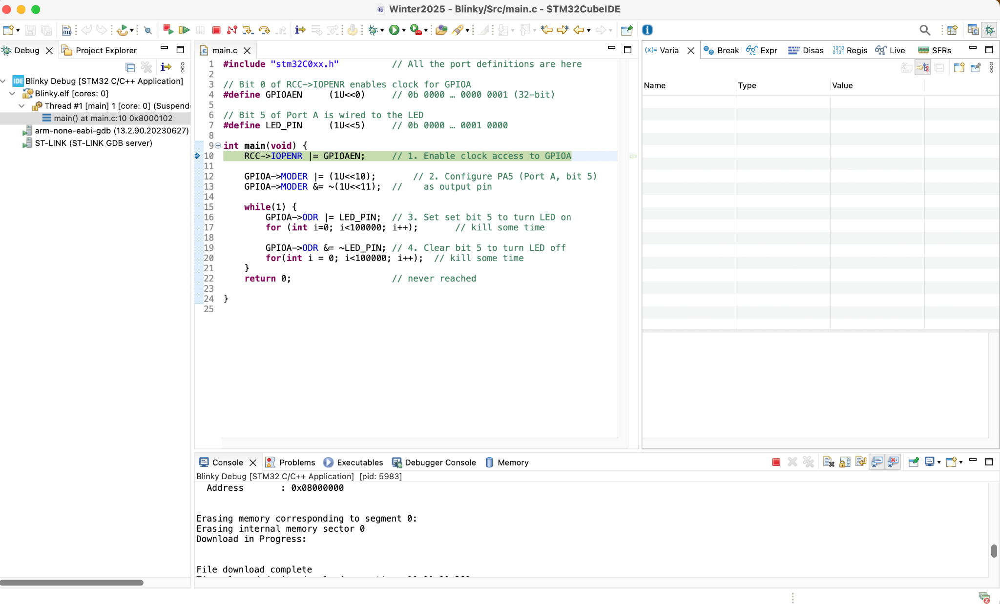 Winter2025 - Blinky/Src/main.c - STM32CubeIDE
Debug
Project Explorer
Blinky Debug [STM32 C/C++ Application]
Blinky.elf [cores: 0]
Thread #1 [main] 1 [core: 0] (Suspend
main() at main.c:10 0x8000102
arm-none-eabi-gdb (13.2.90.20230627)
ST-LINK (ST-LINK GDB server)
main.c
1 #include "stm32C0xx.h" // All the port definitions are here
2
3 // Bit 0 of RCC->IOPENR enables clock for GPIOA
4 #define GPIOAEN (1U<<0) // 0b 0000 … 0000 0001 (32-bit)
5
6 // Bit 5 of Port A is wired to the LED
7 #define LED_PIN (1U<<5) // 0b 0000 … 0001 0000
8
9 int main(void) {
10 RCC->IOPENR |= GPIOAEN; // 1. Enable clock access to GPIOA
11
12 GPIOA->MODER |= (1U<<10); // 2. Configure PA5 (Port A, bit 5)
13 GPIOA->MODER &= ~(1U<<11); // as output pin
14
15 while(1) {
16 GPIOA->ODR |= LED_PIN; // 3. Set set bit 5 to turn LED on
17 for (int i=0; i<100000; i++); // kill some time
18
19 GPIOA->ODR &= ~LED_PIN; // 4. Clear bit 5 to turn LED off
20 for(int i = 0; i<100000; i++); // kill some time
21 }
22 return 0; // never reached
23
24 }
25
(x)= Varia
Break
Expr
Disas
1010 0101 Regis
Live
SFRs
Name Type Value
Console
Problems
Executables
Debugger Console
Memory
Blinky Debug [STM32 C/C++ Application] [pid: 5983]
Address : 0x08000000
Erasing memory corresponding to segment 0:
Erasing internal memory sector 0
Download in Progress:
File download complete